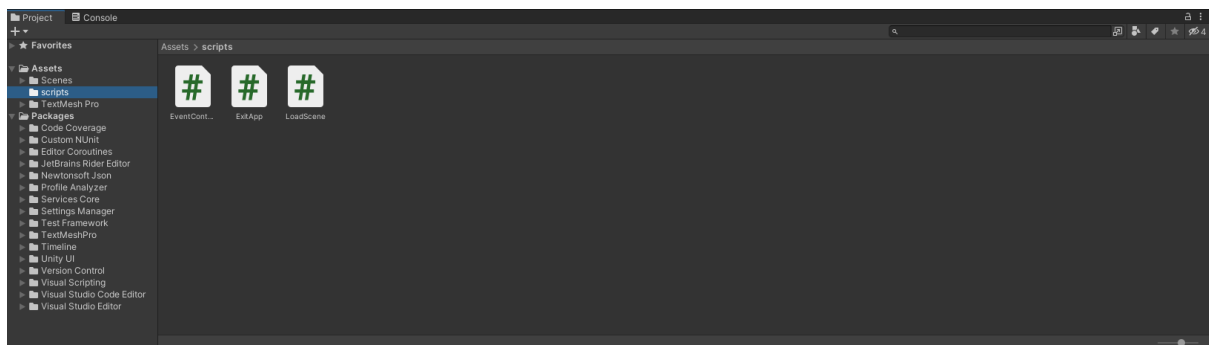 Project Console
4
Favorites
Assets > scripts
Assets
Scenes
scripts
TextMesh Pro
Packages
Code Coverage
Custom NUnit
Editor Coroutines
JetBrains Rider Editor
Newtonsoft Json
Profile Analyzer
Services Core
Settings Manager
Test Framework
TextMeshPro
Timeline
Unity UI
Version Control
Visual Scripting
Visual Studio Code Editor
Visual Studio Editor
# # #
EventCont... ExitApp LoadScene